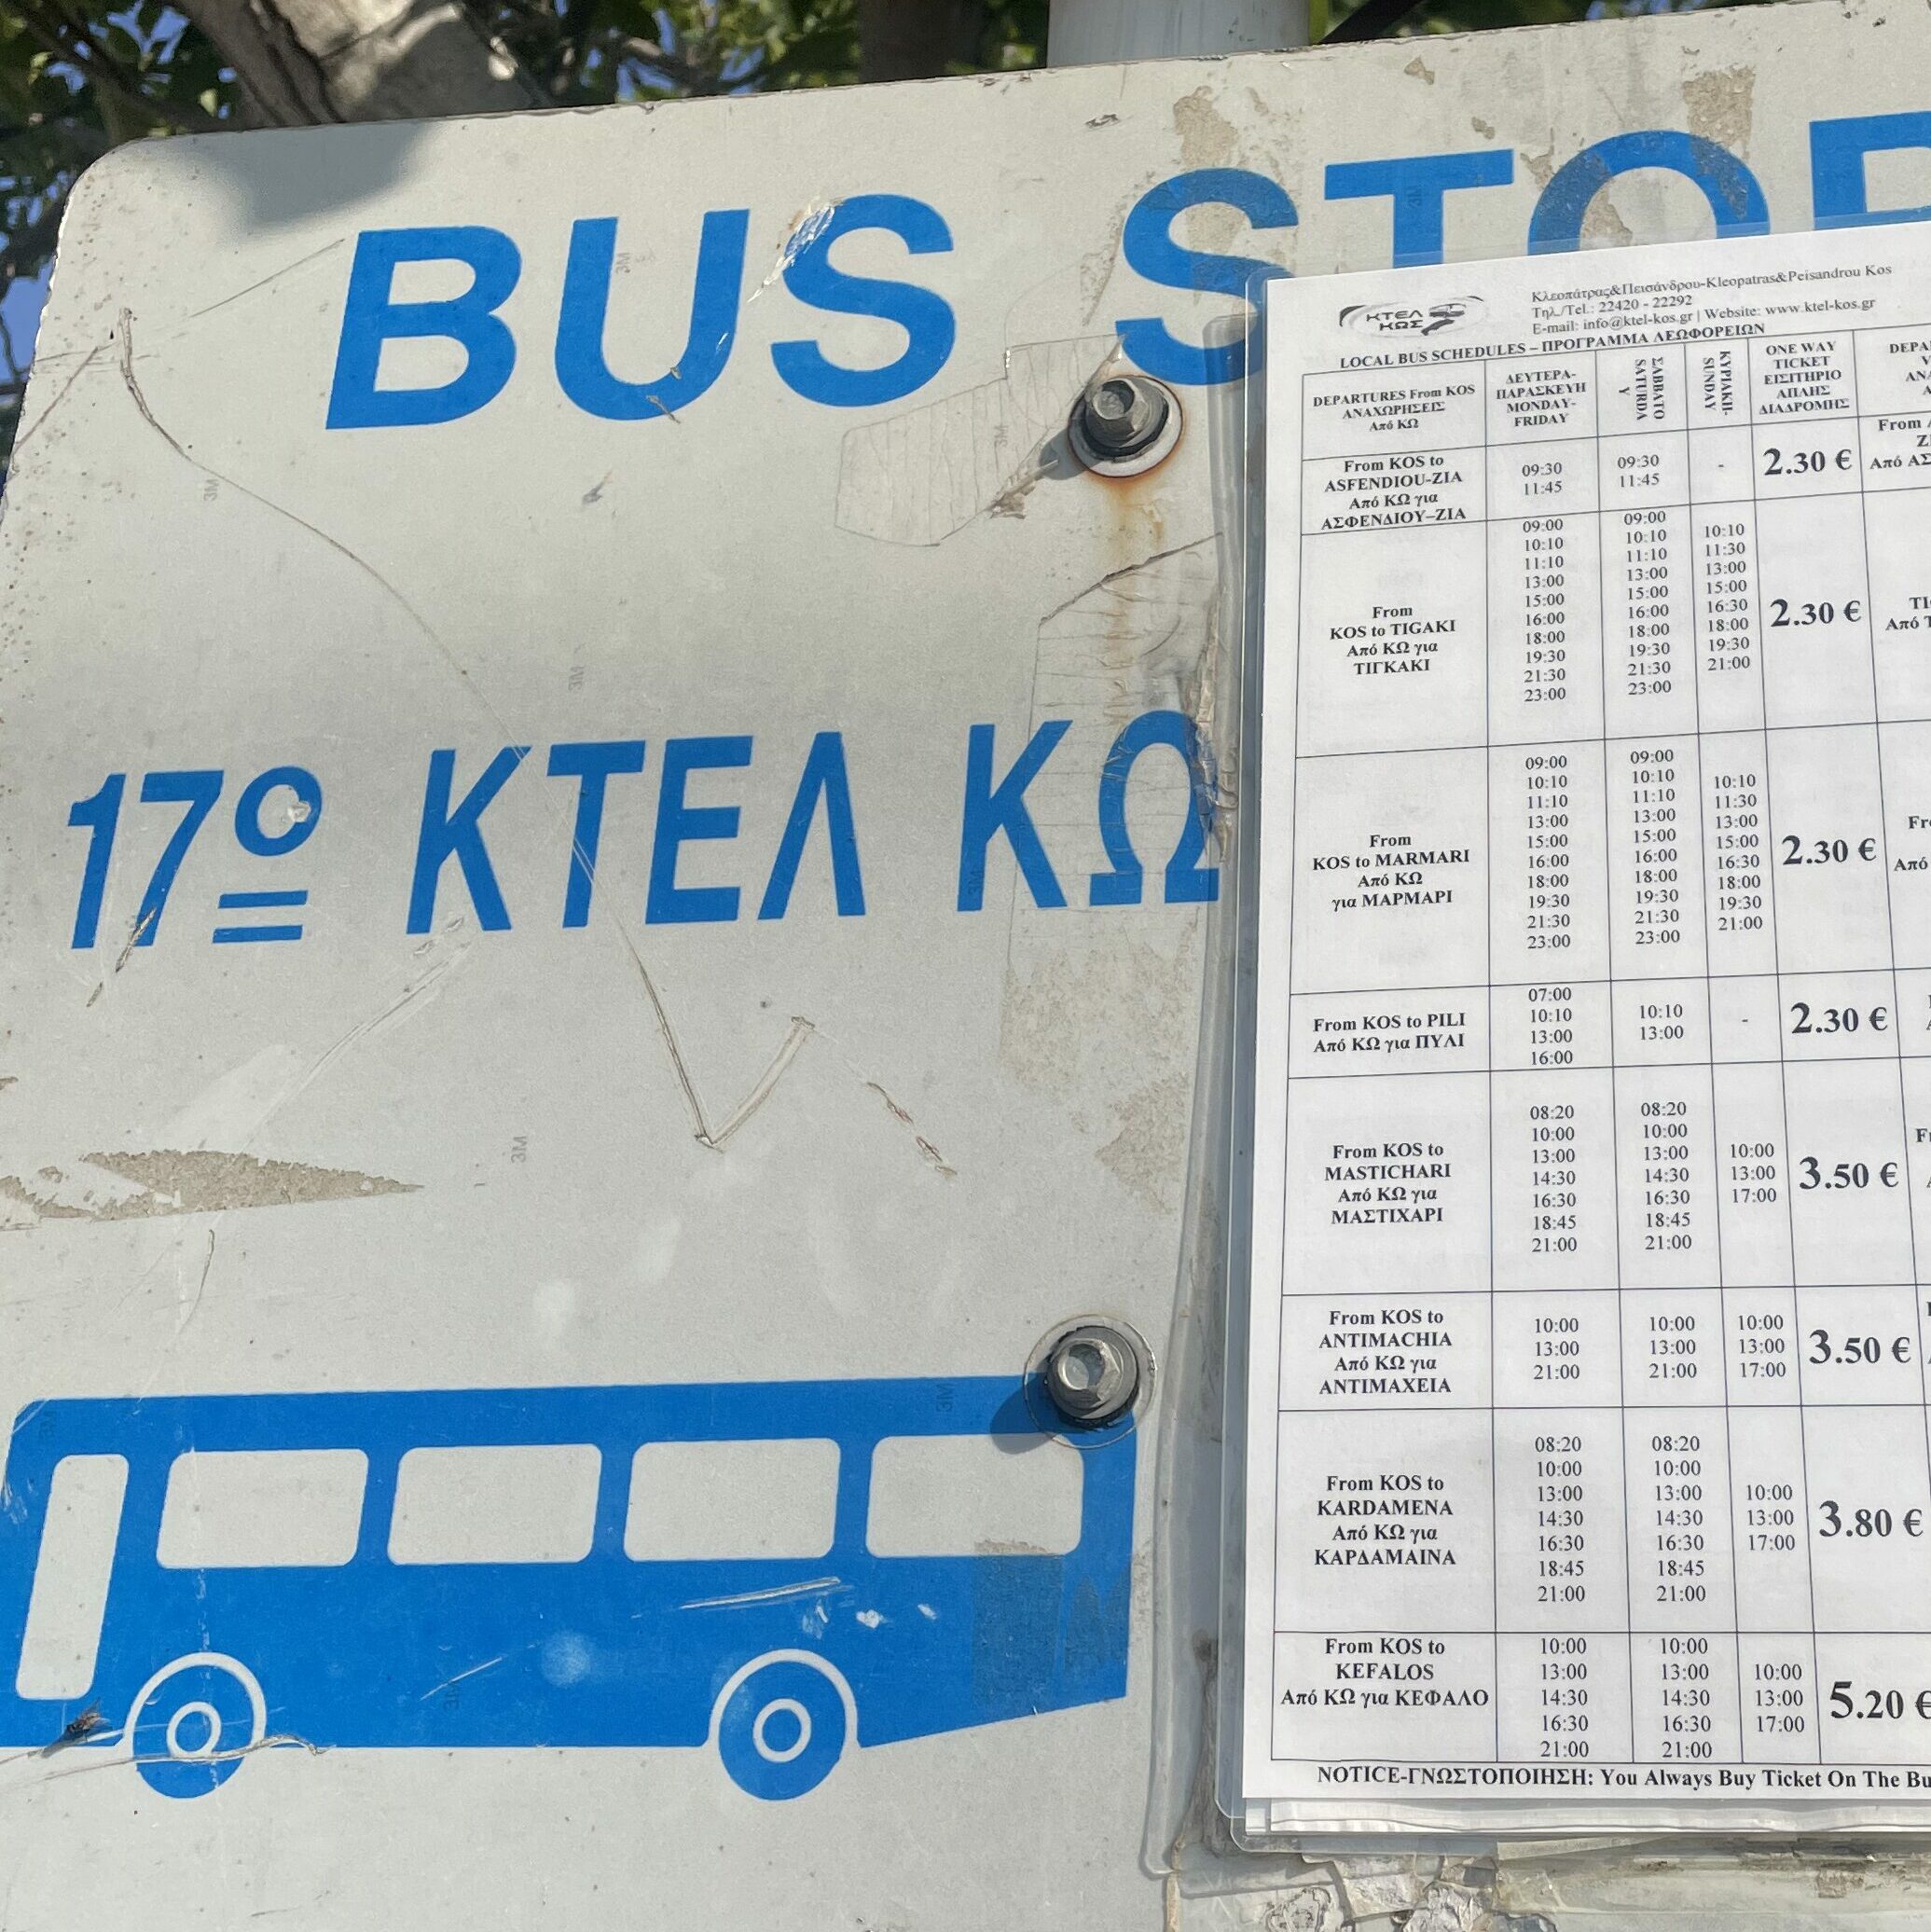 BUS STOP
17º ΚΤΕΛ ΚΩ
ΚΤΕΛ
ΚΩΣ
Κλεοπάτρας&Πεισάνδρου-Kleopatras&Peisandrou Kos
Τηλ./Tel.: 22420 - 22292
E-mail: info@ktel-kos.gr | Website: www.ktel-kos.gr
LOCAL BUS SCHEDULES – ΠΡΟΓΡΑΜΜΑ ΛΕΩΦΟΡΕΙΩΝ
DEPARTURES From KOS
ΑΝΑΧΩΡΗΣΕΙΣ
Από ΚΩ
ΔΕΥΤΕΡΑ-
ΠΑΡΑΣΚΕΥΗ
MONDAY-
FRIDAY
ΣΑΒΒΑΤΟ
SATURDA
Y
ΚΥΡΙΑΚΗ-
SUNDAY
ONE WAY
TICKET
ΕΙΣΙΤΗΡΙΟ
ΑΠΛΗΣ
ΔΙΑΔΡΟΜΗΣ
From KOS to
ASFENDIOU-ZIA
Από ΚΩ για
ΑΣΦΕΝΔΙΟΥ–ΖΙΑ
09:30
11:45
09:30
11:45
-
2.30 €
From
KOS to TIGAKI
Από ΚΩ για
ΤΙΓΚΑΚΙ
09:00
10:10
11:10
13:00
15:00
16:00
18:00
19:30
21:30
23:00
09:00
10:10
11:10
13:00
15:00
16:00
18:00
19:30
21:30
23:00
10:10
11:30
13:00
15:00
16:30
18:00
19:30
21:00
2.30 €
From
KOS to MARMARI
Από ΚΩ
για ΜΑΡΜΑΡΙ
09:00
10:10
11:10
13:00
15:00
16:00
18:00
19:30
21:30
23:00
09:00
10:10
11:10
13:00
15:00
16:00
18:00
19:30
21:30
23:00
10:10
11:30
13:00
15:00
16:30
18:00
19:30
21:00
2.30 €
From KOS to PILI
Από ΚΩ για ΠΥΛΙ
07:00
10:10
13:00
16:00
10:10
13:00
-
2.30 €
From KOS to
MASTICHARI
Από ΚΩ για
ΜΑΣΤΙΧΑΡΙ
08:20
10:00
13:00
14:30
16:30
18:45
21:00
08:20
10:00
13:00
14:30
16:30
18:45
21:00
10:00
13:00
17:00
3.50 €
From KOS to
ANTIMACHIA
Από ΚΩ για
ΑΝΤΙΜΑΧΕΙΑ
10:00
13:00
21:00
10:00
13:00
21:00
10:00
13:00
17:00
3.50 €
From KOS to
KARDAMENA
Από ΚΩ για
ΚΑΡΔΑΜΑΙΝΑ
08:20
10:00
13:00
14:30
16:30
18:45
21:00
08:20
10:00
13:00
14:30
16:30
18:45
21:00
10:00
13:00
17:00
3.80 €
From KOS to
KEFALOS
Από ΚΩ για ΚΕΦΑΛΟ
10:00
13:00
14:30
16:30
21:00
10:00
13:00
14:30
16:30
21:00
10:00
13:00
17:00
5.20 €
NOTICE-ΓΝΩΣΤΟΠΟΙΗΣΗ: You Always Buy Ticket On The